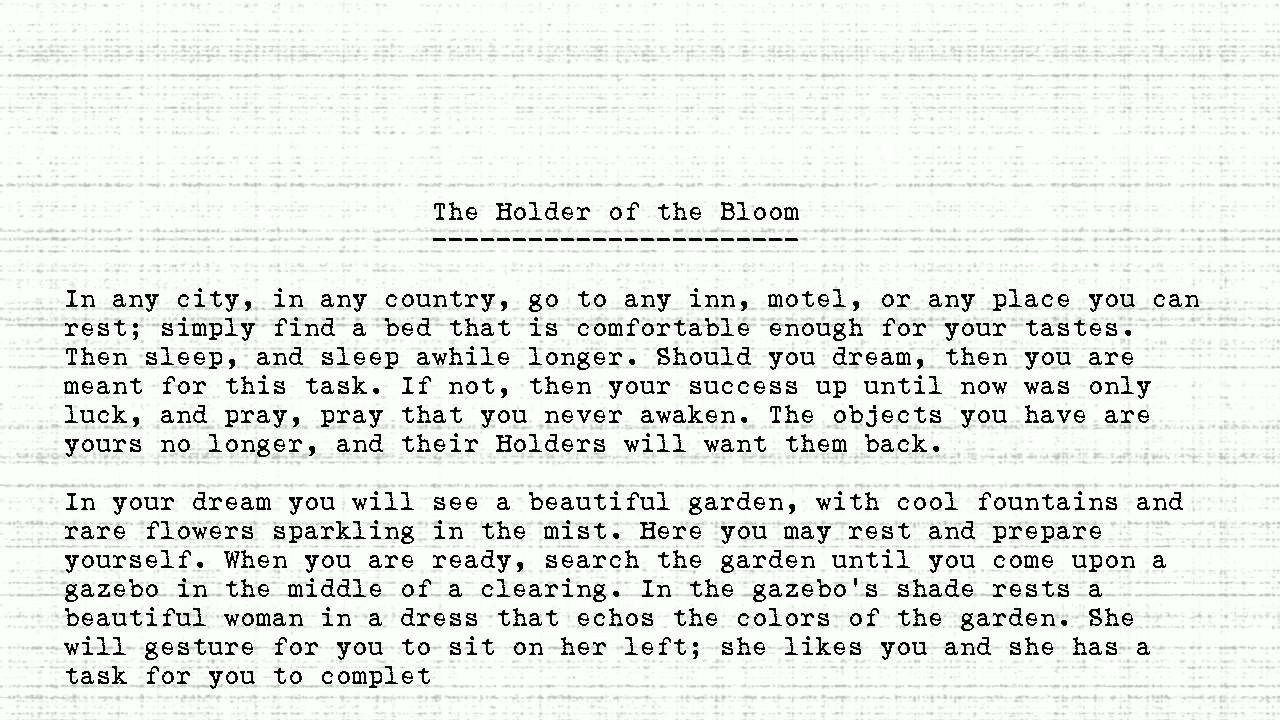 The Holder of the Bloom
-----------------------
In any city, in any country, go to any inn, motel, or any place you can
rest; simply find a bed that is comfortable enough for your tastes.
Then sleep, and sleep awhile longer. Should you dream, then you are
meant for this task. If not, then your success up until now was only
luck, and pray, pray that you never awaken. The objects you have are
yours no longer, and their Holders will want them back.
In your dream you will see a beautiful garden, with cool fountains and
rare flowers sparkling in the mist. Here you may rest and prepare
yourself. When you are ready, search the garden until you come upon a
gazebo in the middle of a clearing. In the gazebo's shade rests a
beautiful woman in a dress that echos the colors of the garden. She
will gesture for you to sit on her left; she likes you and she has a
task for you to complet